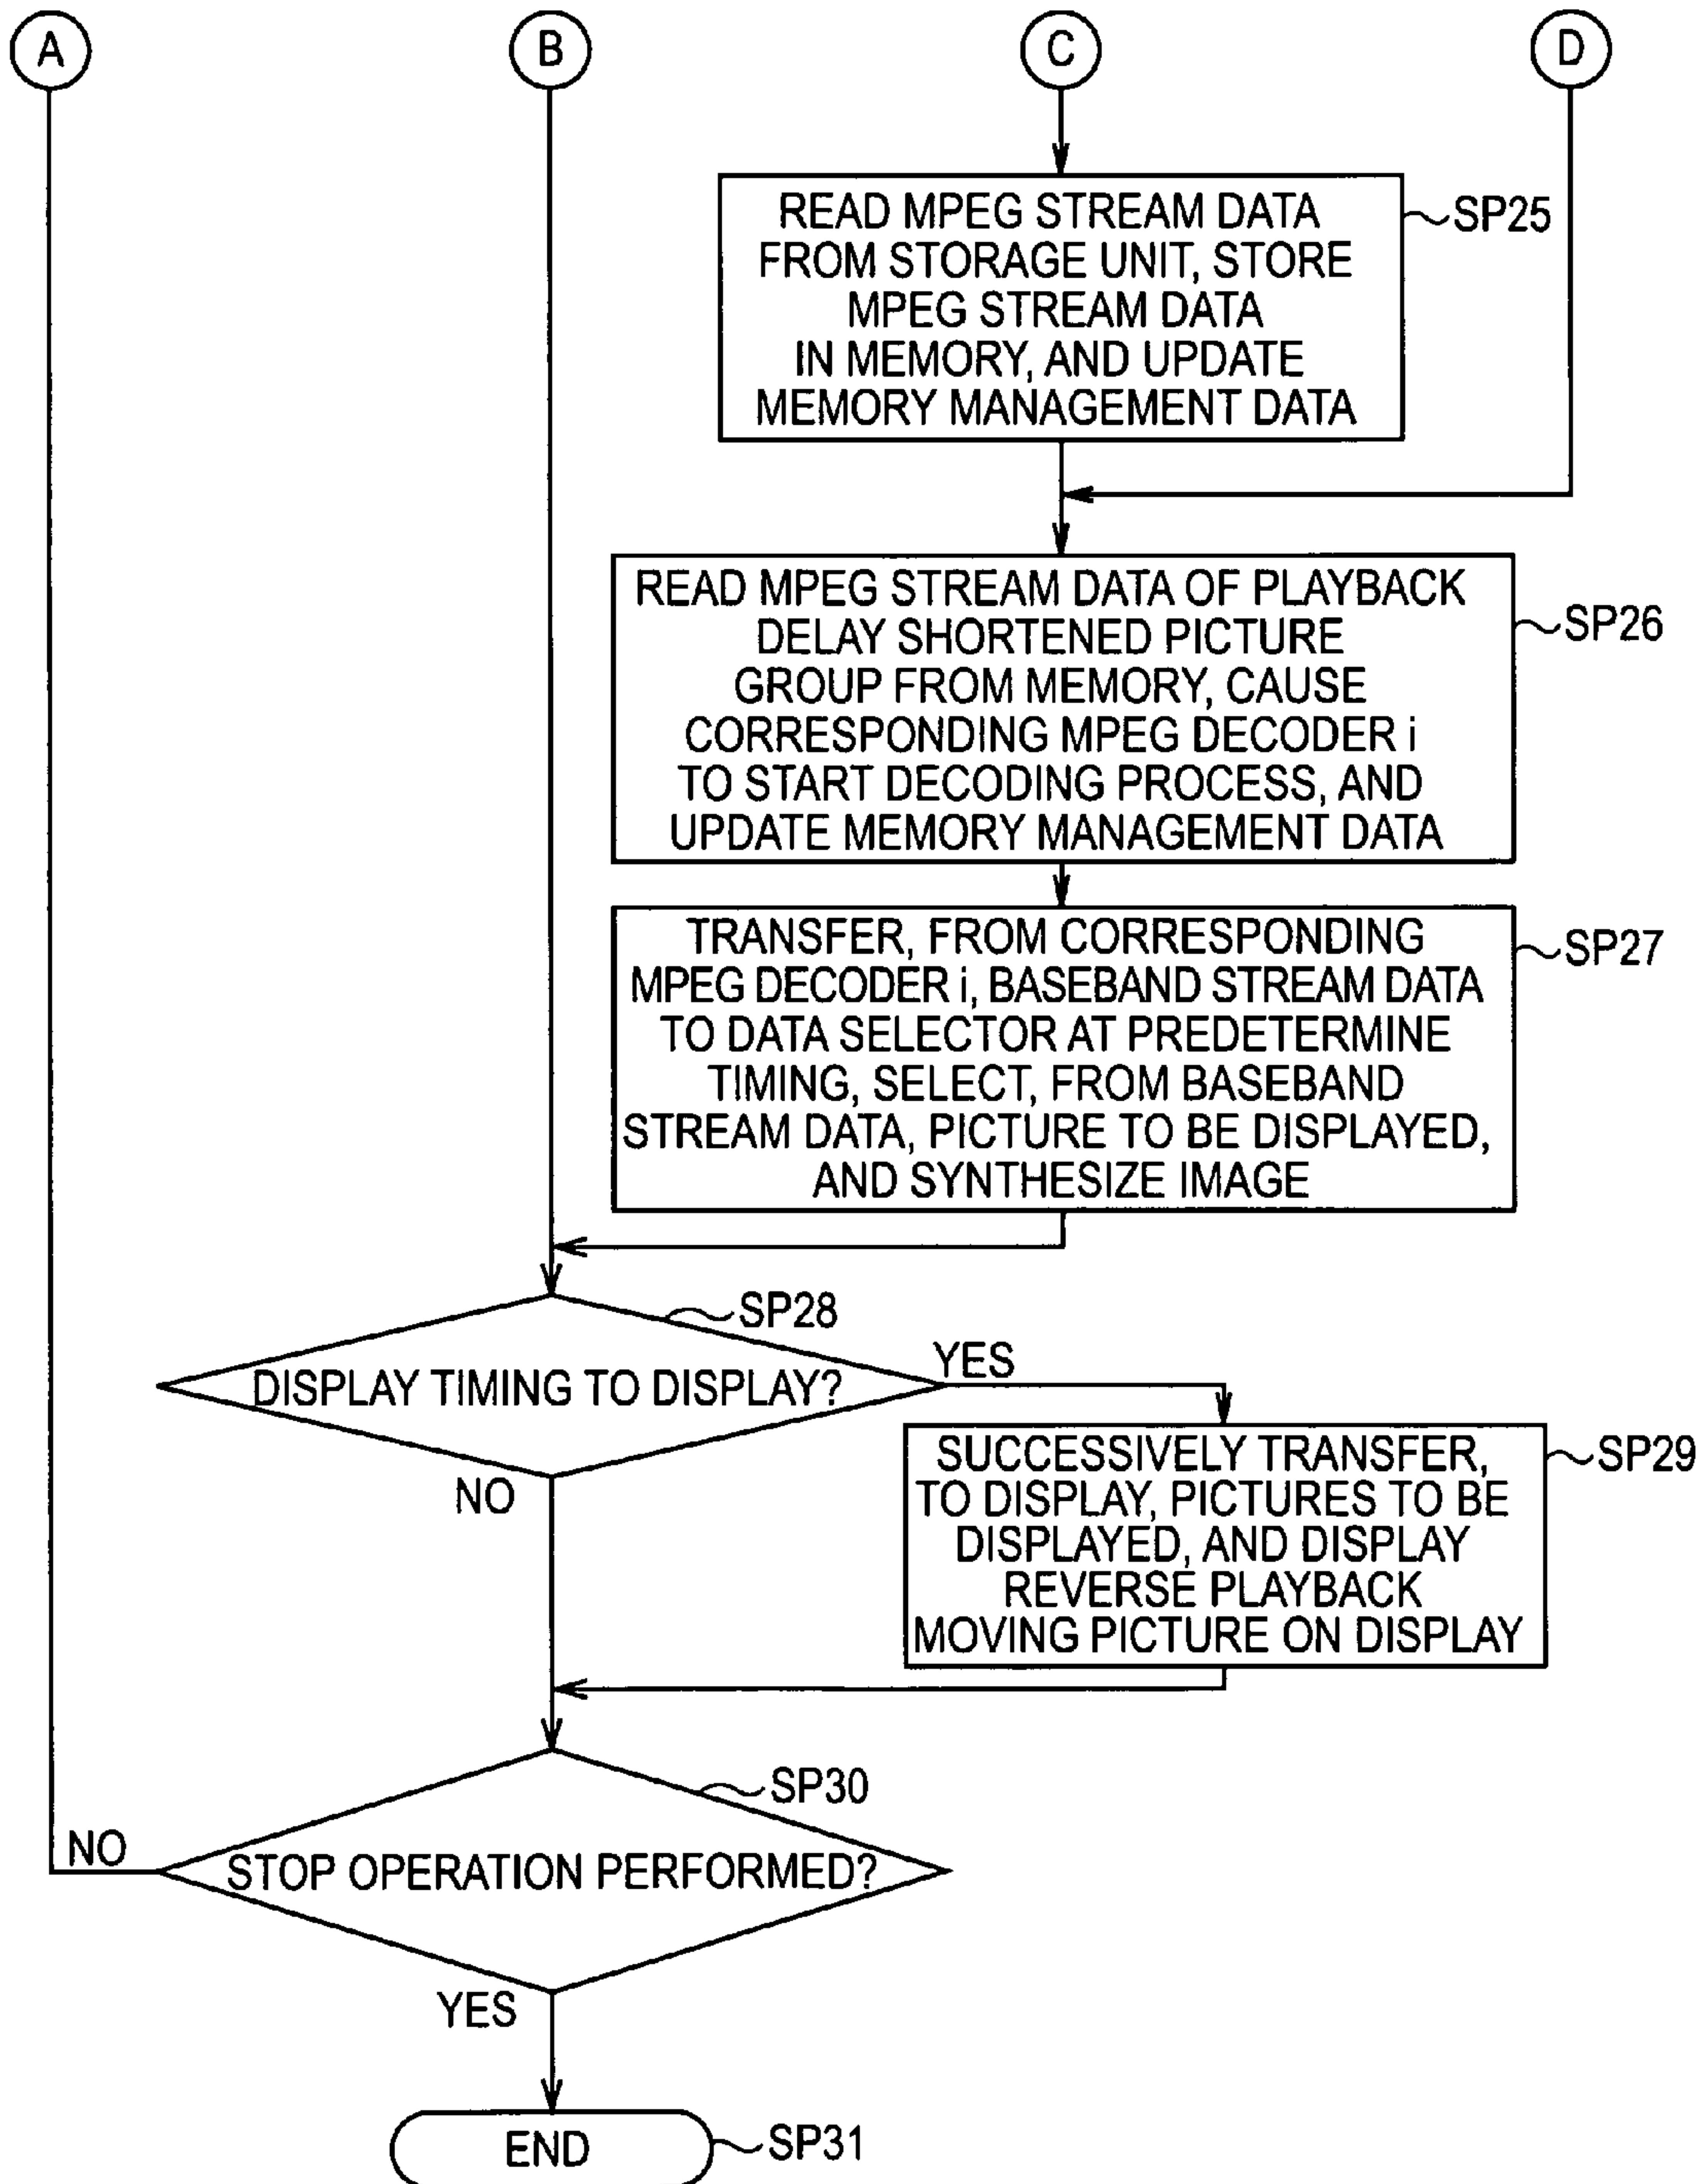 A
B
C
D
READ MPEG STREAM DATA
FROM STORAGE UNIT, STORE
MPEG STREAM DATA
IN MEMORY, AND UPDATE
MEMORY MANAGEMENT DATA
SP25
READ MPEG STREAM DATA OF PLAYBACK
DELAY SHORTENED PICTURE
GROUP FROM MEMORY, CAUSE
CORRESPONDING MPEG DECODER i
TO START DECODING PROCESS, AND
UPDATE MEMORY MANAGEMENT DATA
SP26
TRANSFER, FROM CORRESPONDING
MPEG DECODER i, BASEBAND STREAM DATA
TO DATA SELECTOR AT PREDETERMINE
TIMING, SELECT, FROM BASEBAND
STREAM DATA, PICTURE TO BE DISPLAYED,
AND SYNTHESIZE IMAGE
SP27
SP28
DISPLAY TIMING TO DISPLAY?
YES
NO
SUCCESSIVELY TRANSFER,
TO DISPLAY, PICTURES TO BE
DISPLAYED, AND DISPLAY
REVERSE PLAYBACK
MOVING PICTURE ON DISPLAY
SP29
SP30
STOP OPERATION PERFORMED?
NO
YES
END
SP31